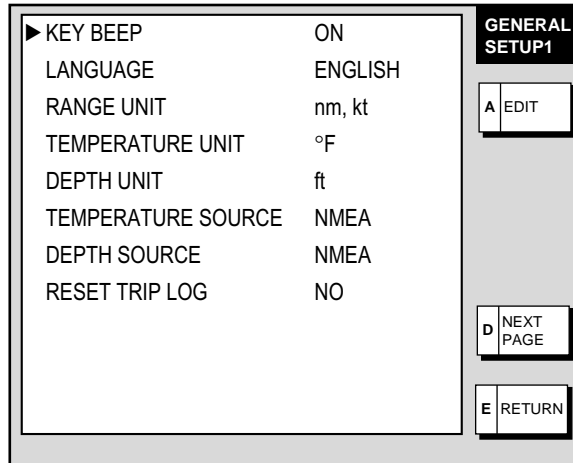 ▶ KEY BEEP ON
LANGUAGE ENGLISH
RANGE UNIT nm, kt
TEMPERATURE UNIT °F
DEPTH UNIT ft
TEMPERATURE SOURCE NMEA
DEPTH SOURCE NMEA
RESET TRIP LOG NO
GENERAL
SETUP1
A EDIT
D NEXT
PAGE
E RETURN